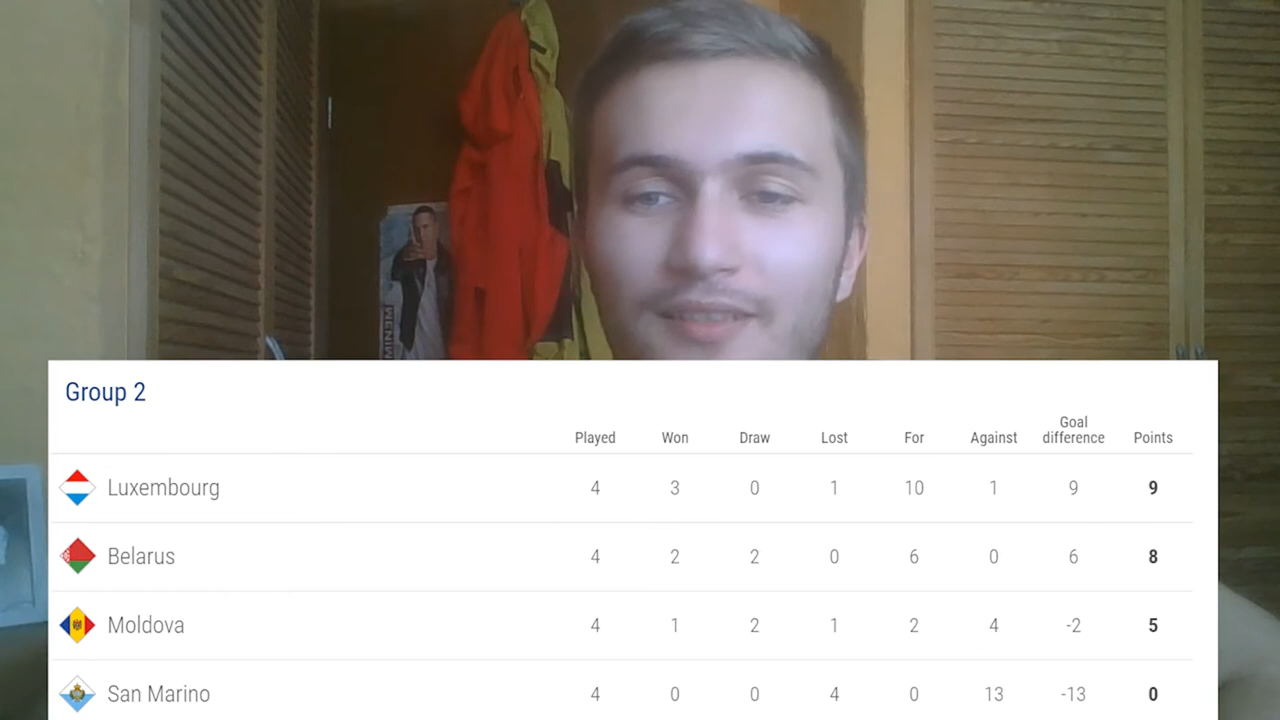 MINƎM
Group 2
Played Won Draw Lost For Against Goal difference Points
Luxembourg 4 3 0 1 10 1 9 9
Belarus 4 2 2 0 6 0 6 8
Moldova 4 1 2 1 2 4 -2 5
San Marino 4 0 0 4 0 13 -13 0